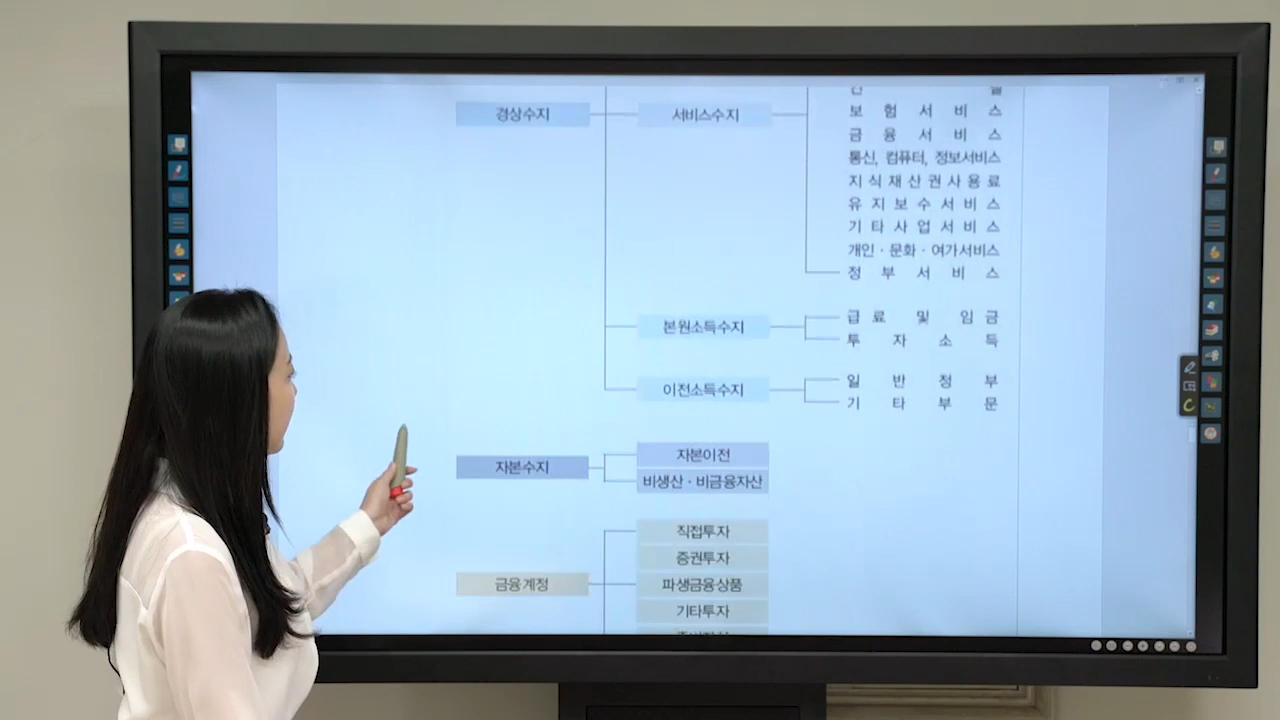 경상수지
서비스수지
보 험 서 비 스
금 융 서 비 스
통신, 컴퓨터, 정보서비스
지 식 재 산 권 사 용 료
유 지 보 수 서 비 스
기 타 사 업 서 비 스
개인 · 문화 · 여가서비스
정 부 서 비 스
본원소득수지
급 료 및 임 금
투 자 소 득
이전소득수지
일 반 정 부
기 타 부 문
자본수지
자본이전
비생산 · 비금융자산
금융계정
직접투자
증권투자
파생금융상품
기타투자